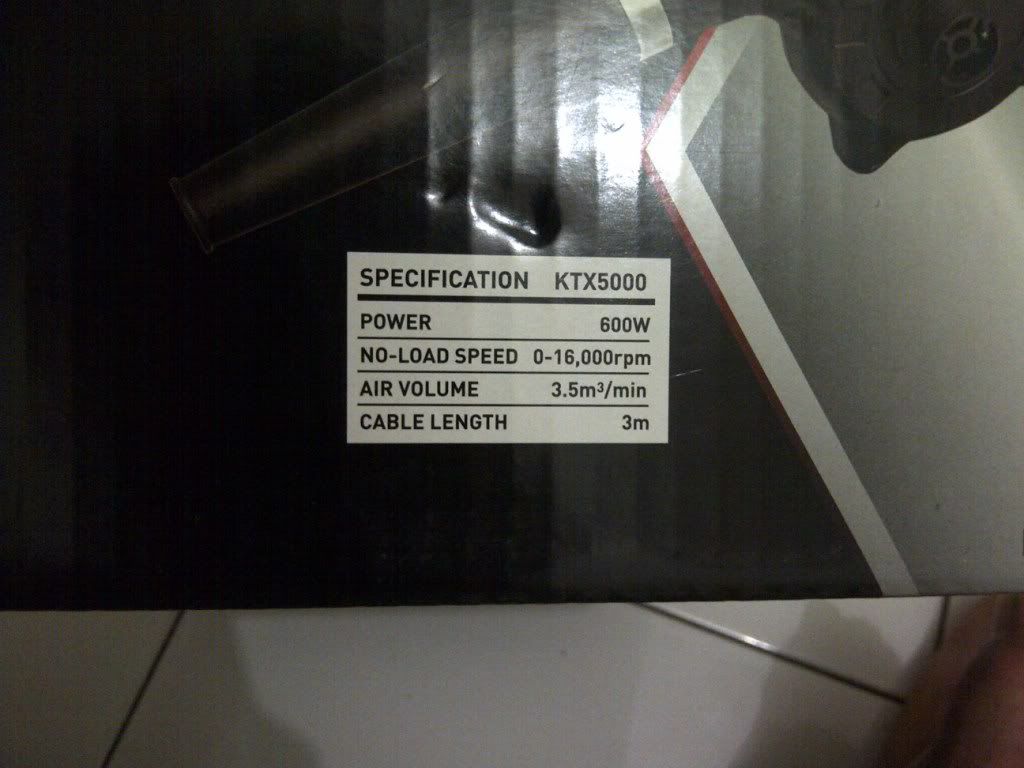 SPECIFICATION KTX5000
POWER 600W
NO-LOAD SPEED 0-16,000rpm
AIR VOLUME 3.5m³/min
CABLE LENGTH 3m